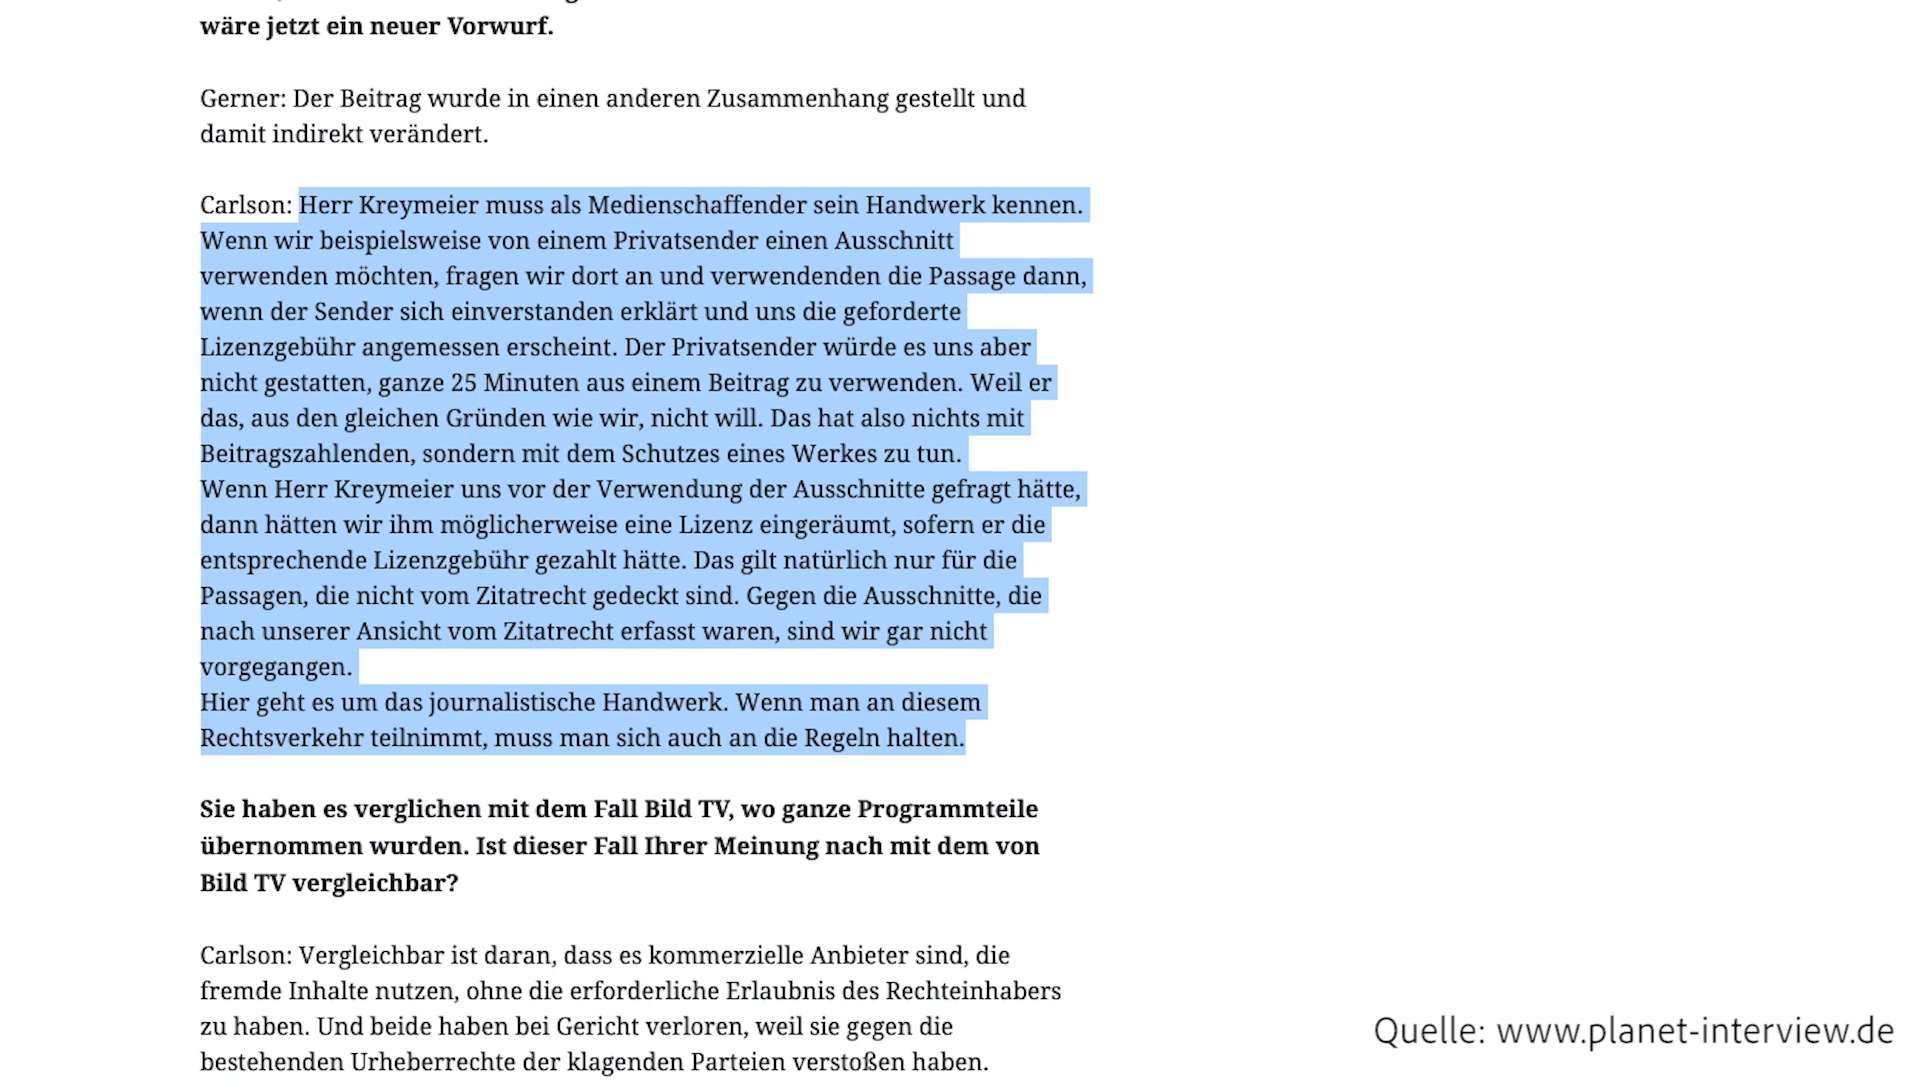 wäre jetzt ein neuer Vorwurf.
Gerner: Der Beitrag wurde in einen anderen Zusammenhang gestellt und
damit indirekt verändert.
Carlson: Herr Kreymeier muss als Medienschaffender sein Handwerk kennen.
Wenn wir beispielsweise von einem Privatsender einen Ausschnitt
verwenden möchten, fragen wir dort an und verwendenden die Passage dann,
wenn der Sender sich einverstanden erklärt und uns die geforderte
Lizenzgebühr angemessen erscheint. Der Privatsender würde es uns aber
nicht gestatten, ganze 25 Minuten aus einem Beitrag zu verwenden. Weil er
das, aus den gleichen Gründen wie wir, nicht will. Das hat also nichts mit
Beitragszahlenden, sondern mit dem Schutzes eines Werkes zu tun.
Wenn Herr Kreymeier uns vor der Verwendung der Ausschnitte gefragt hätte,
dann hätten wir ihm möglicherweise eine Lizenz eingeräumt, sofern er die
entsprechende Lizenzgebühr gezahlt hätte. Das gilt natürlich nur für die
Passagen, die nicht vom Zitatrecht gedeckt sind. Gegen die Ausschnitte, die
nach unserer Ansicht vom Zitatrecht erfasst waren, sind wir gar nicht
vorgegangen.
Hier geht es um das journalistische Handwerk. Wenn man an diesem
Rechtsverkehr teilnimmt, muss man sich auch an die Regeln halten.
Sie haben es verglichen mit dem Fall Bild TV, wo ganze Programmteile
übernommen wurden. Ist dieser Fall Ihrer Meinung nach mit dem von
Bild TV vergleichbar?
Carlson: Vergleichbar ist daran, dass es kommerzielle Anbieter sind, die
fremde Inhalte nutzen, ohne die erforderliche Erlaubnis des Rechteinhabers
zu haben. Und beide haben bei Gericht verloren, weil sie gegen die
bestehenden Urheberrechte der klagenden Parteien verstoßen haben.
Quelle: www.planet-interview.de